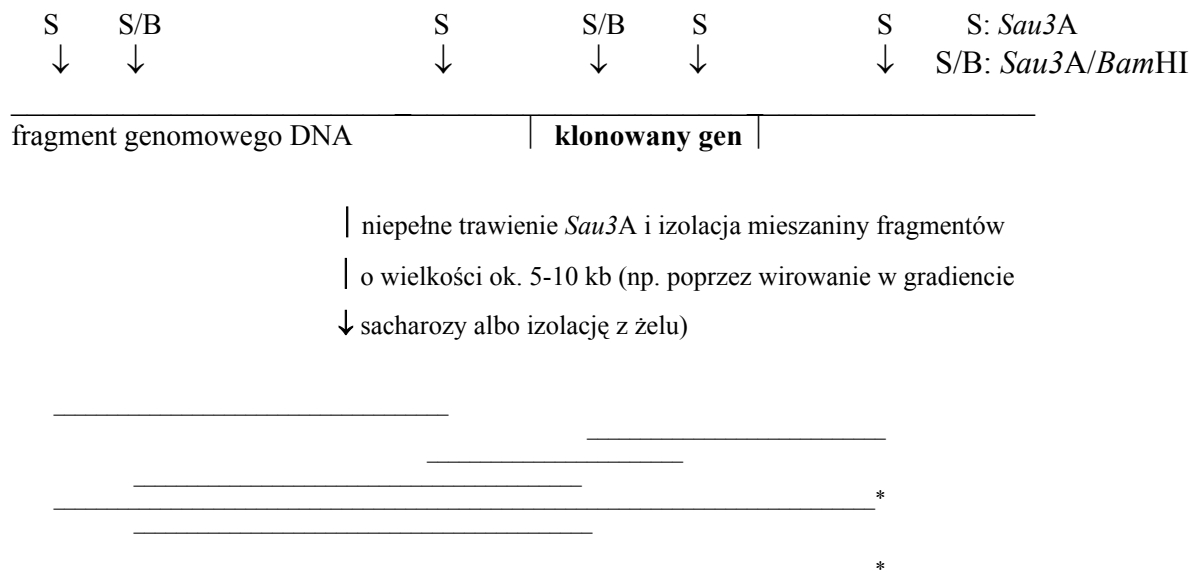 S S/B S S/B S S S: Sau3A
↓ ↓ ↓ ↓ ↓ ↓ S/B: Sau3A/BamHI
fragment genomowego DNA | klonowany gen |
| niepełne trawienie Sau3A i izolacja mieszaniny fragmentów
| o wielkości ok. 5-10 kb (np. poprzez wirowanie w gradiencie
↓ sacharozy albo izolację z żelu)
*
*